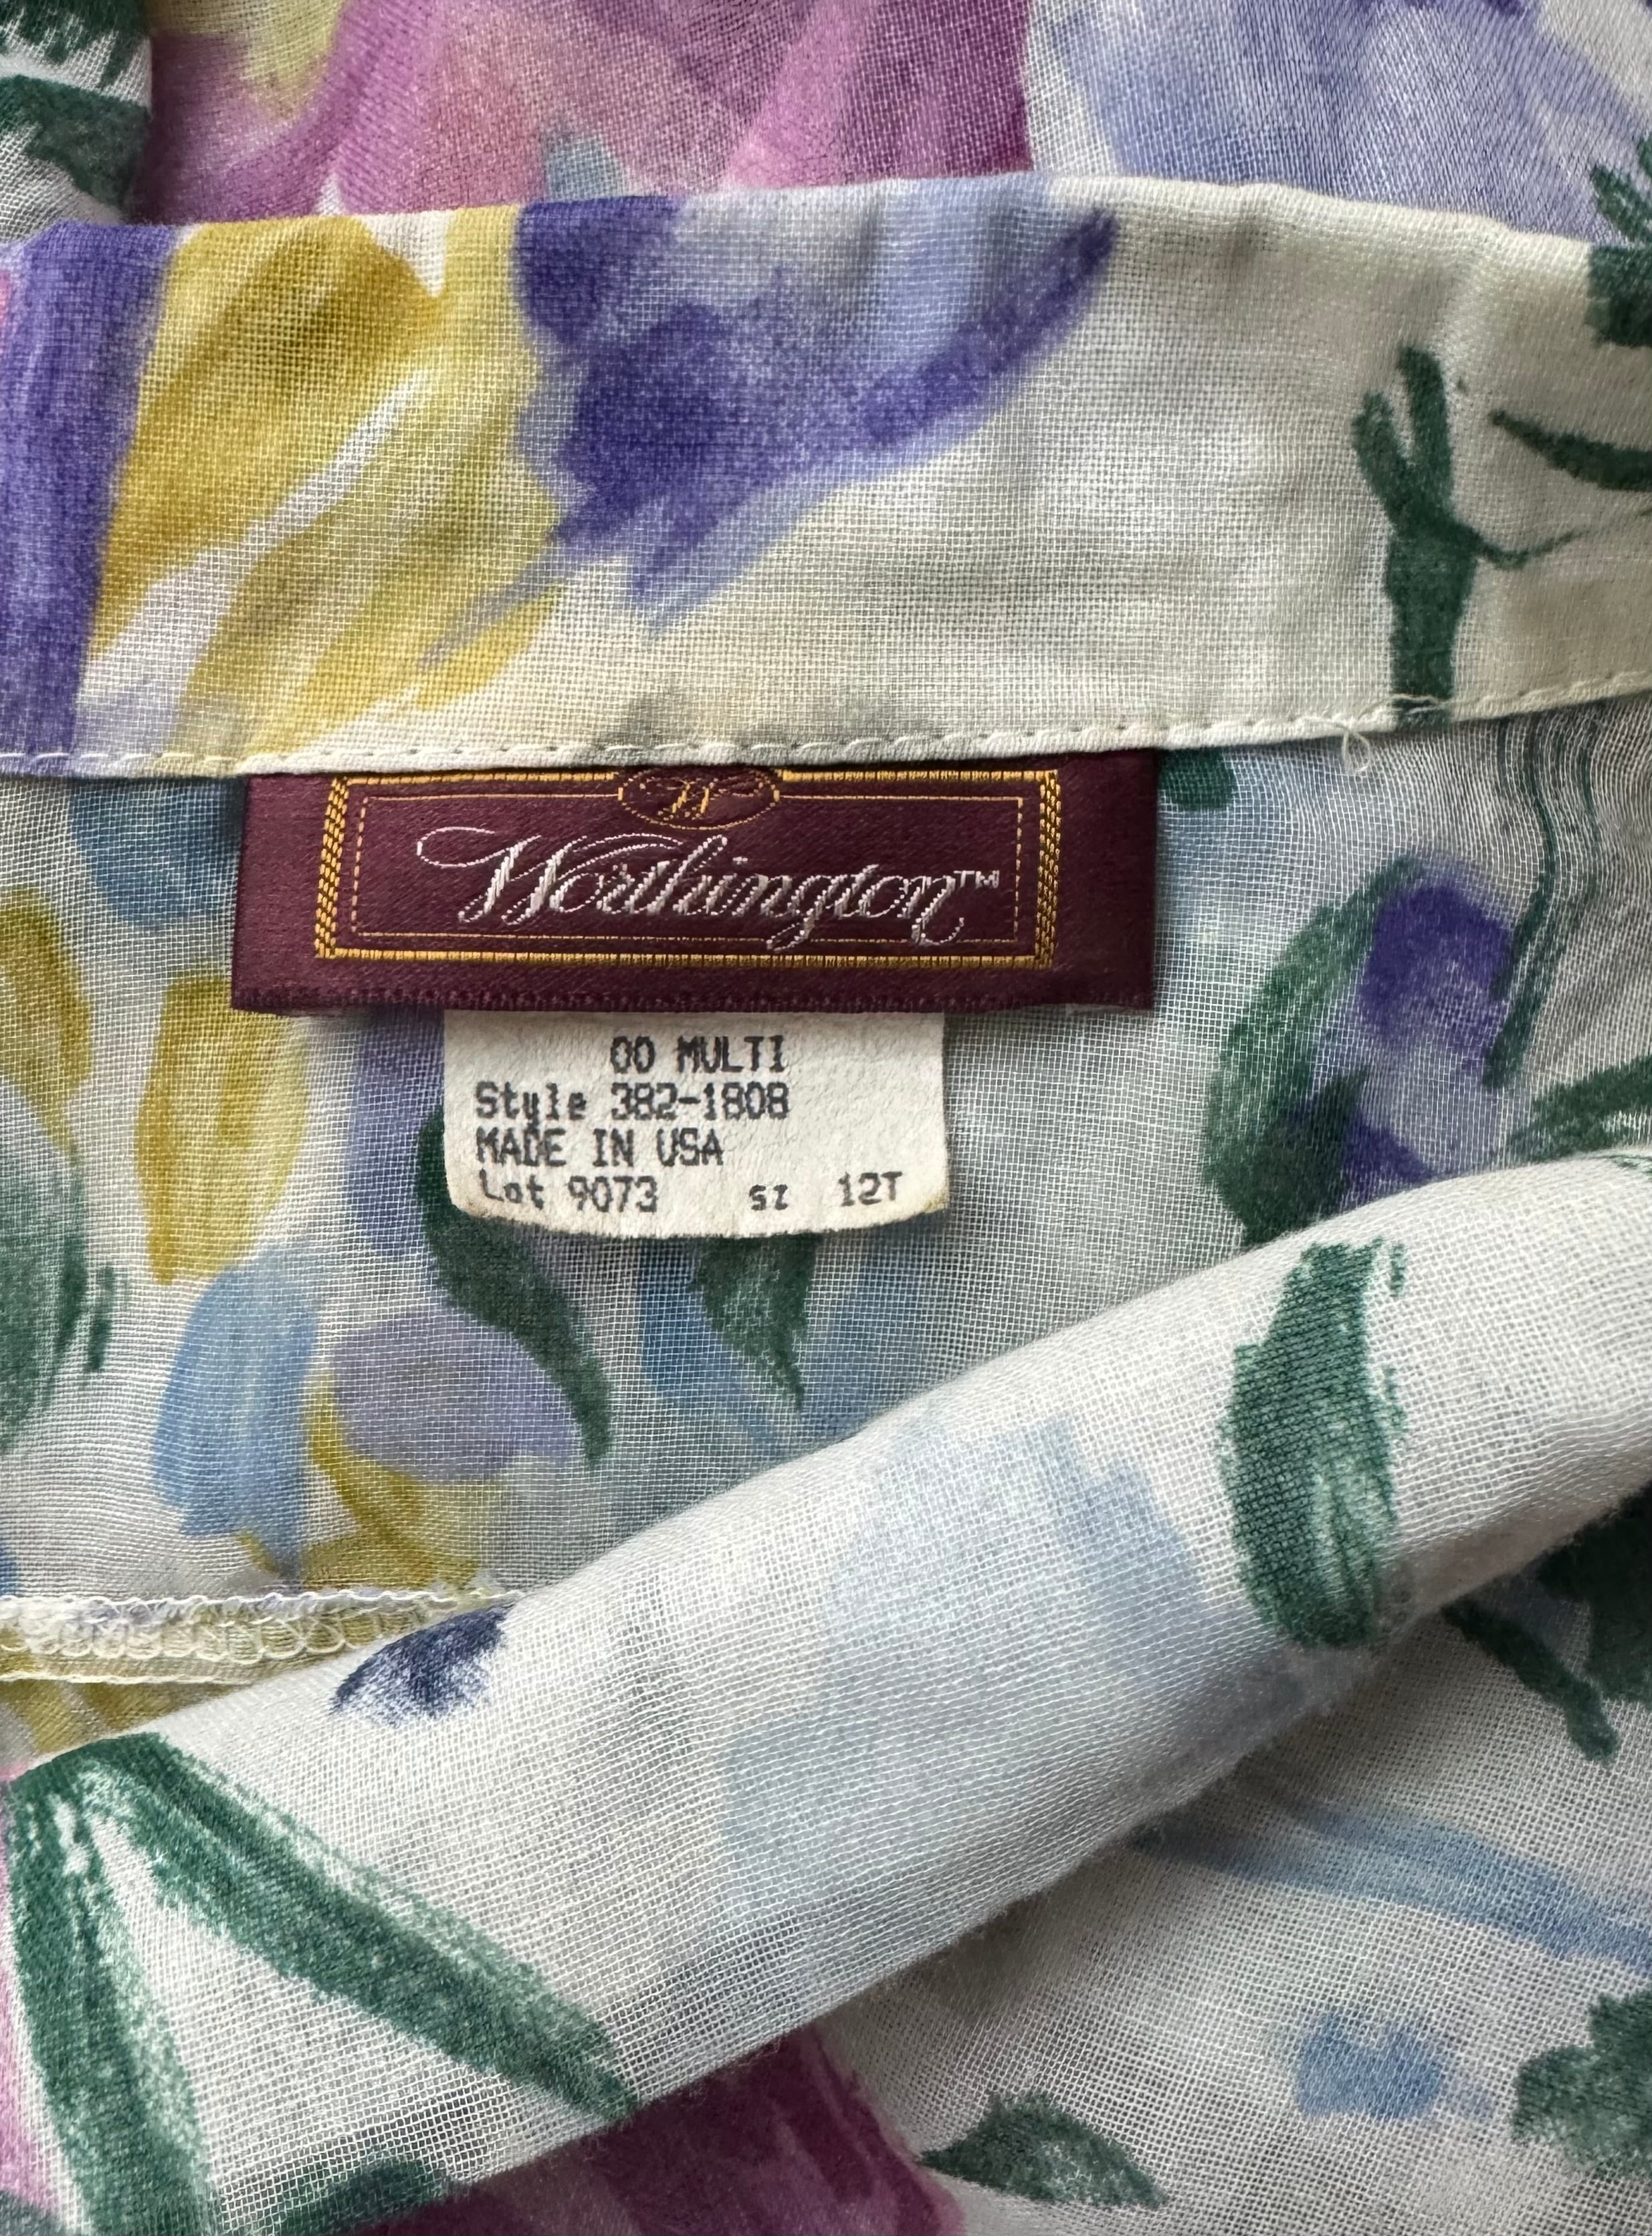 W
Worthington™
00 MULTI
Style 382-1808
MADE IN USA
Lot 9073 SZ 12T